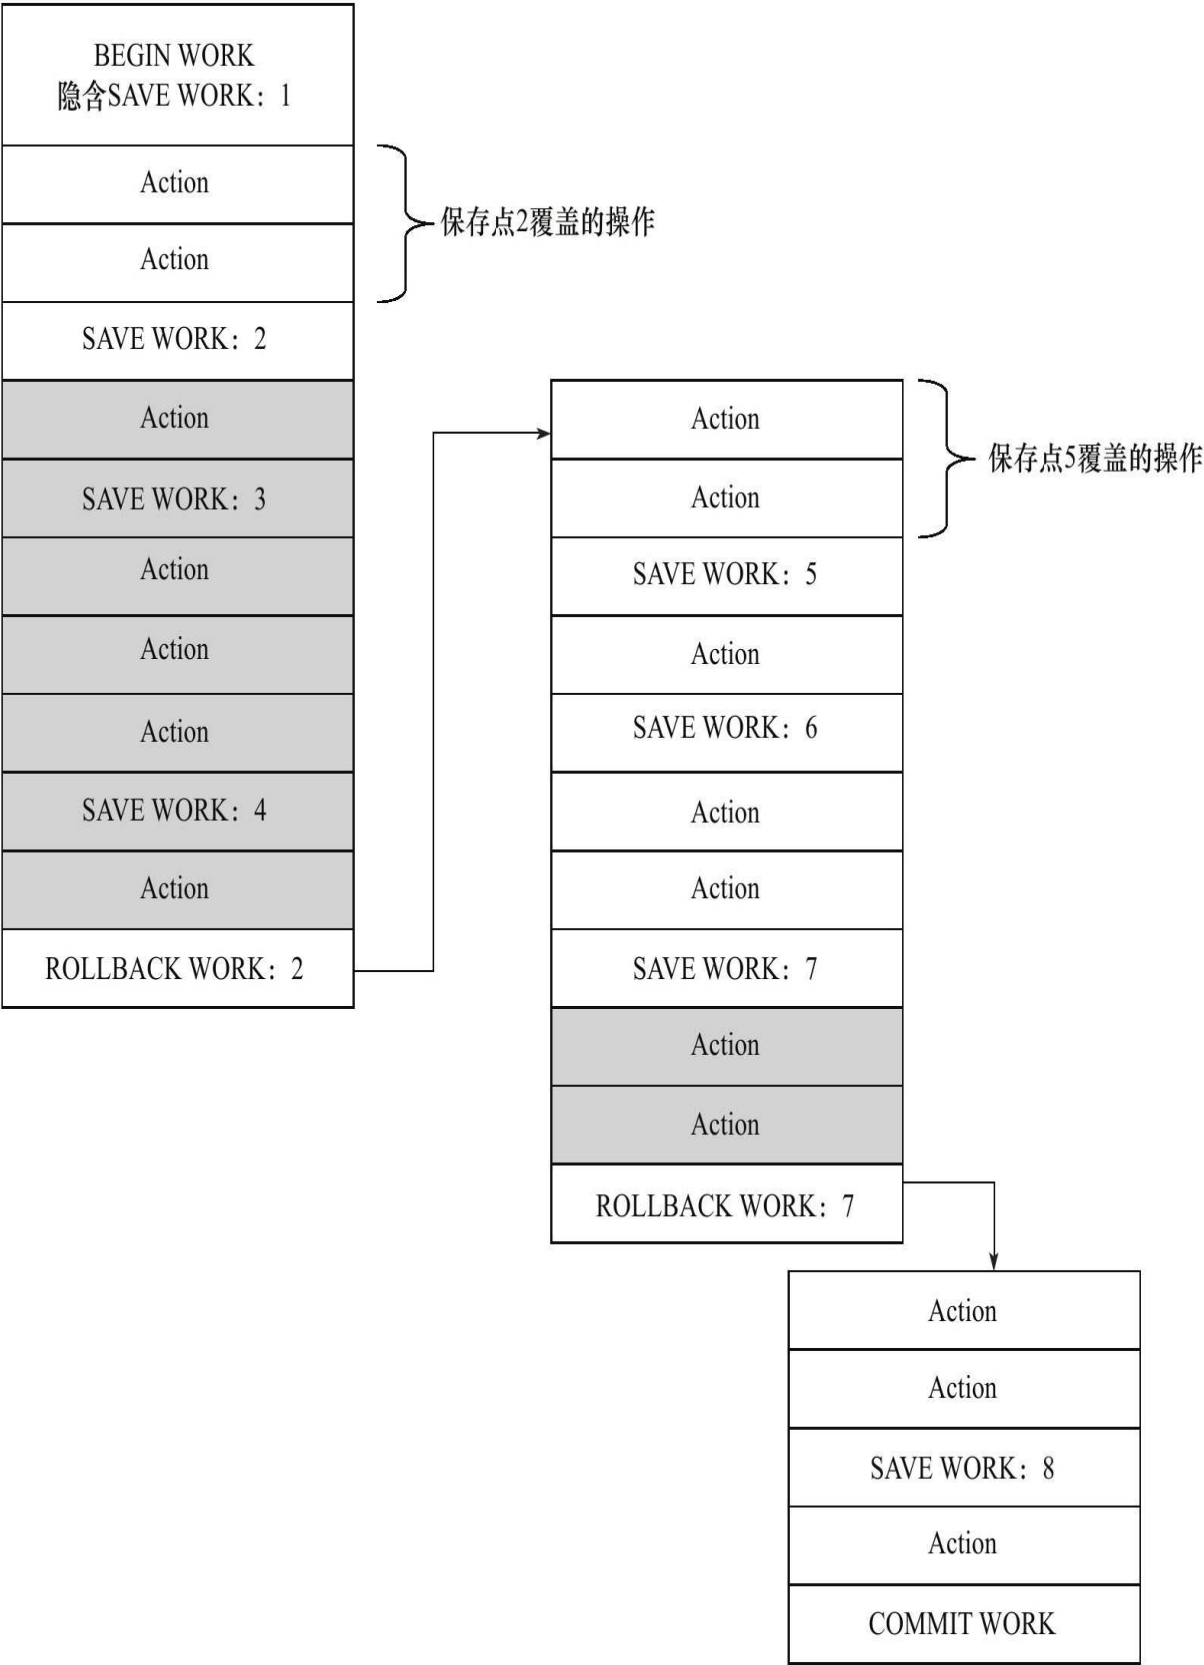 BEGIN WORK
隐含SAVE WORK：1
Action
Action
保存点2覆盖的操作
SAVE WORK：2
Action
SAVE WORK：3
Action
Action
Action
SAVE WORK：4
Action
ROLLBACK WORK：2
Action
Action
保存点5覆盖的操作
SAVE WORK：5
Action
SAVE WORK：6
Action
Action
SAVE WORK：7
Action
Action
ROLLBACK WORK：7
Action
Action
SAVE WORK：8
Action
COMMIT WORK